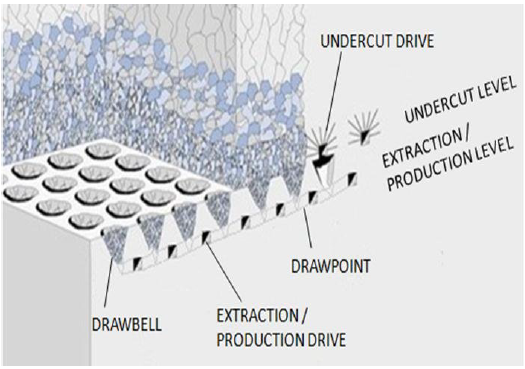 UNDERCUT DRIVE
UNDERCUT LEVEL
EXTRACTION /
PRODUCTION LEVEL
DRAWPOINT
DRAWBELL
EXTRACTION /
PRODUCTION DRIVE